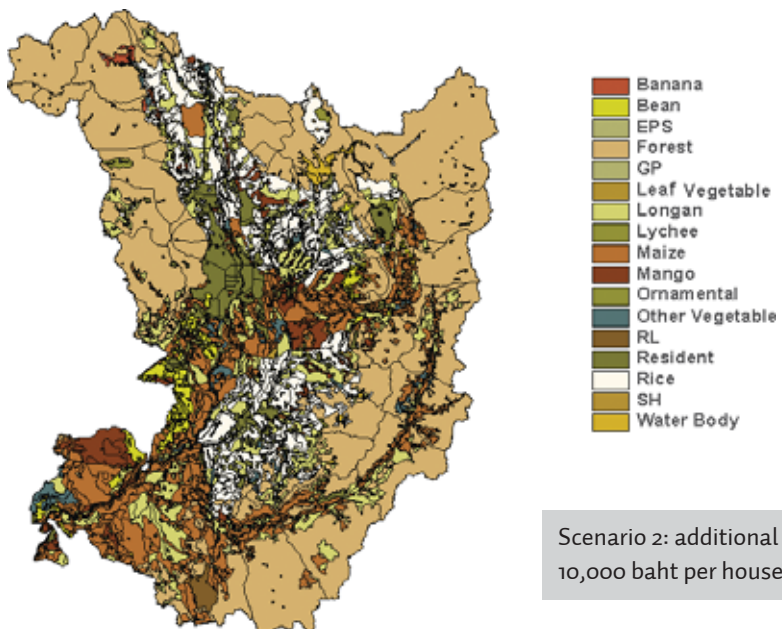 Banana
Bean
EPS
Forest
GP
Leaf Vegetable
Longan
Lychee
Maize
Mango
Ornamental
Other Vegetable
RL
Resident
Rice
SH
Water Body
Scenario 2: additional
10,000 baht per house